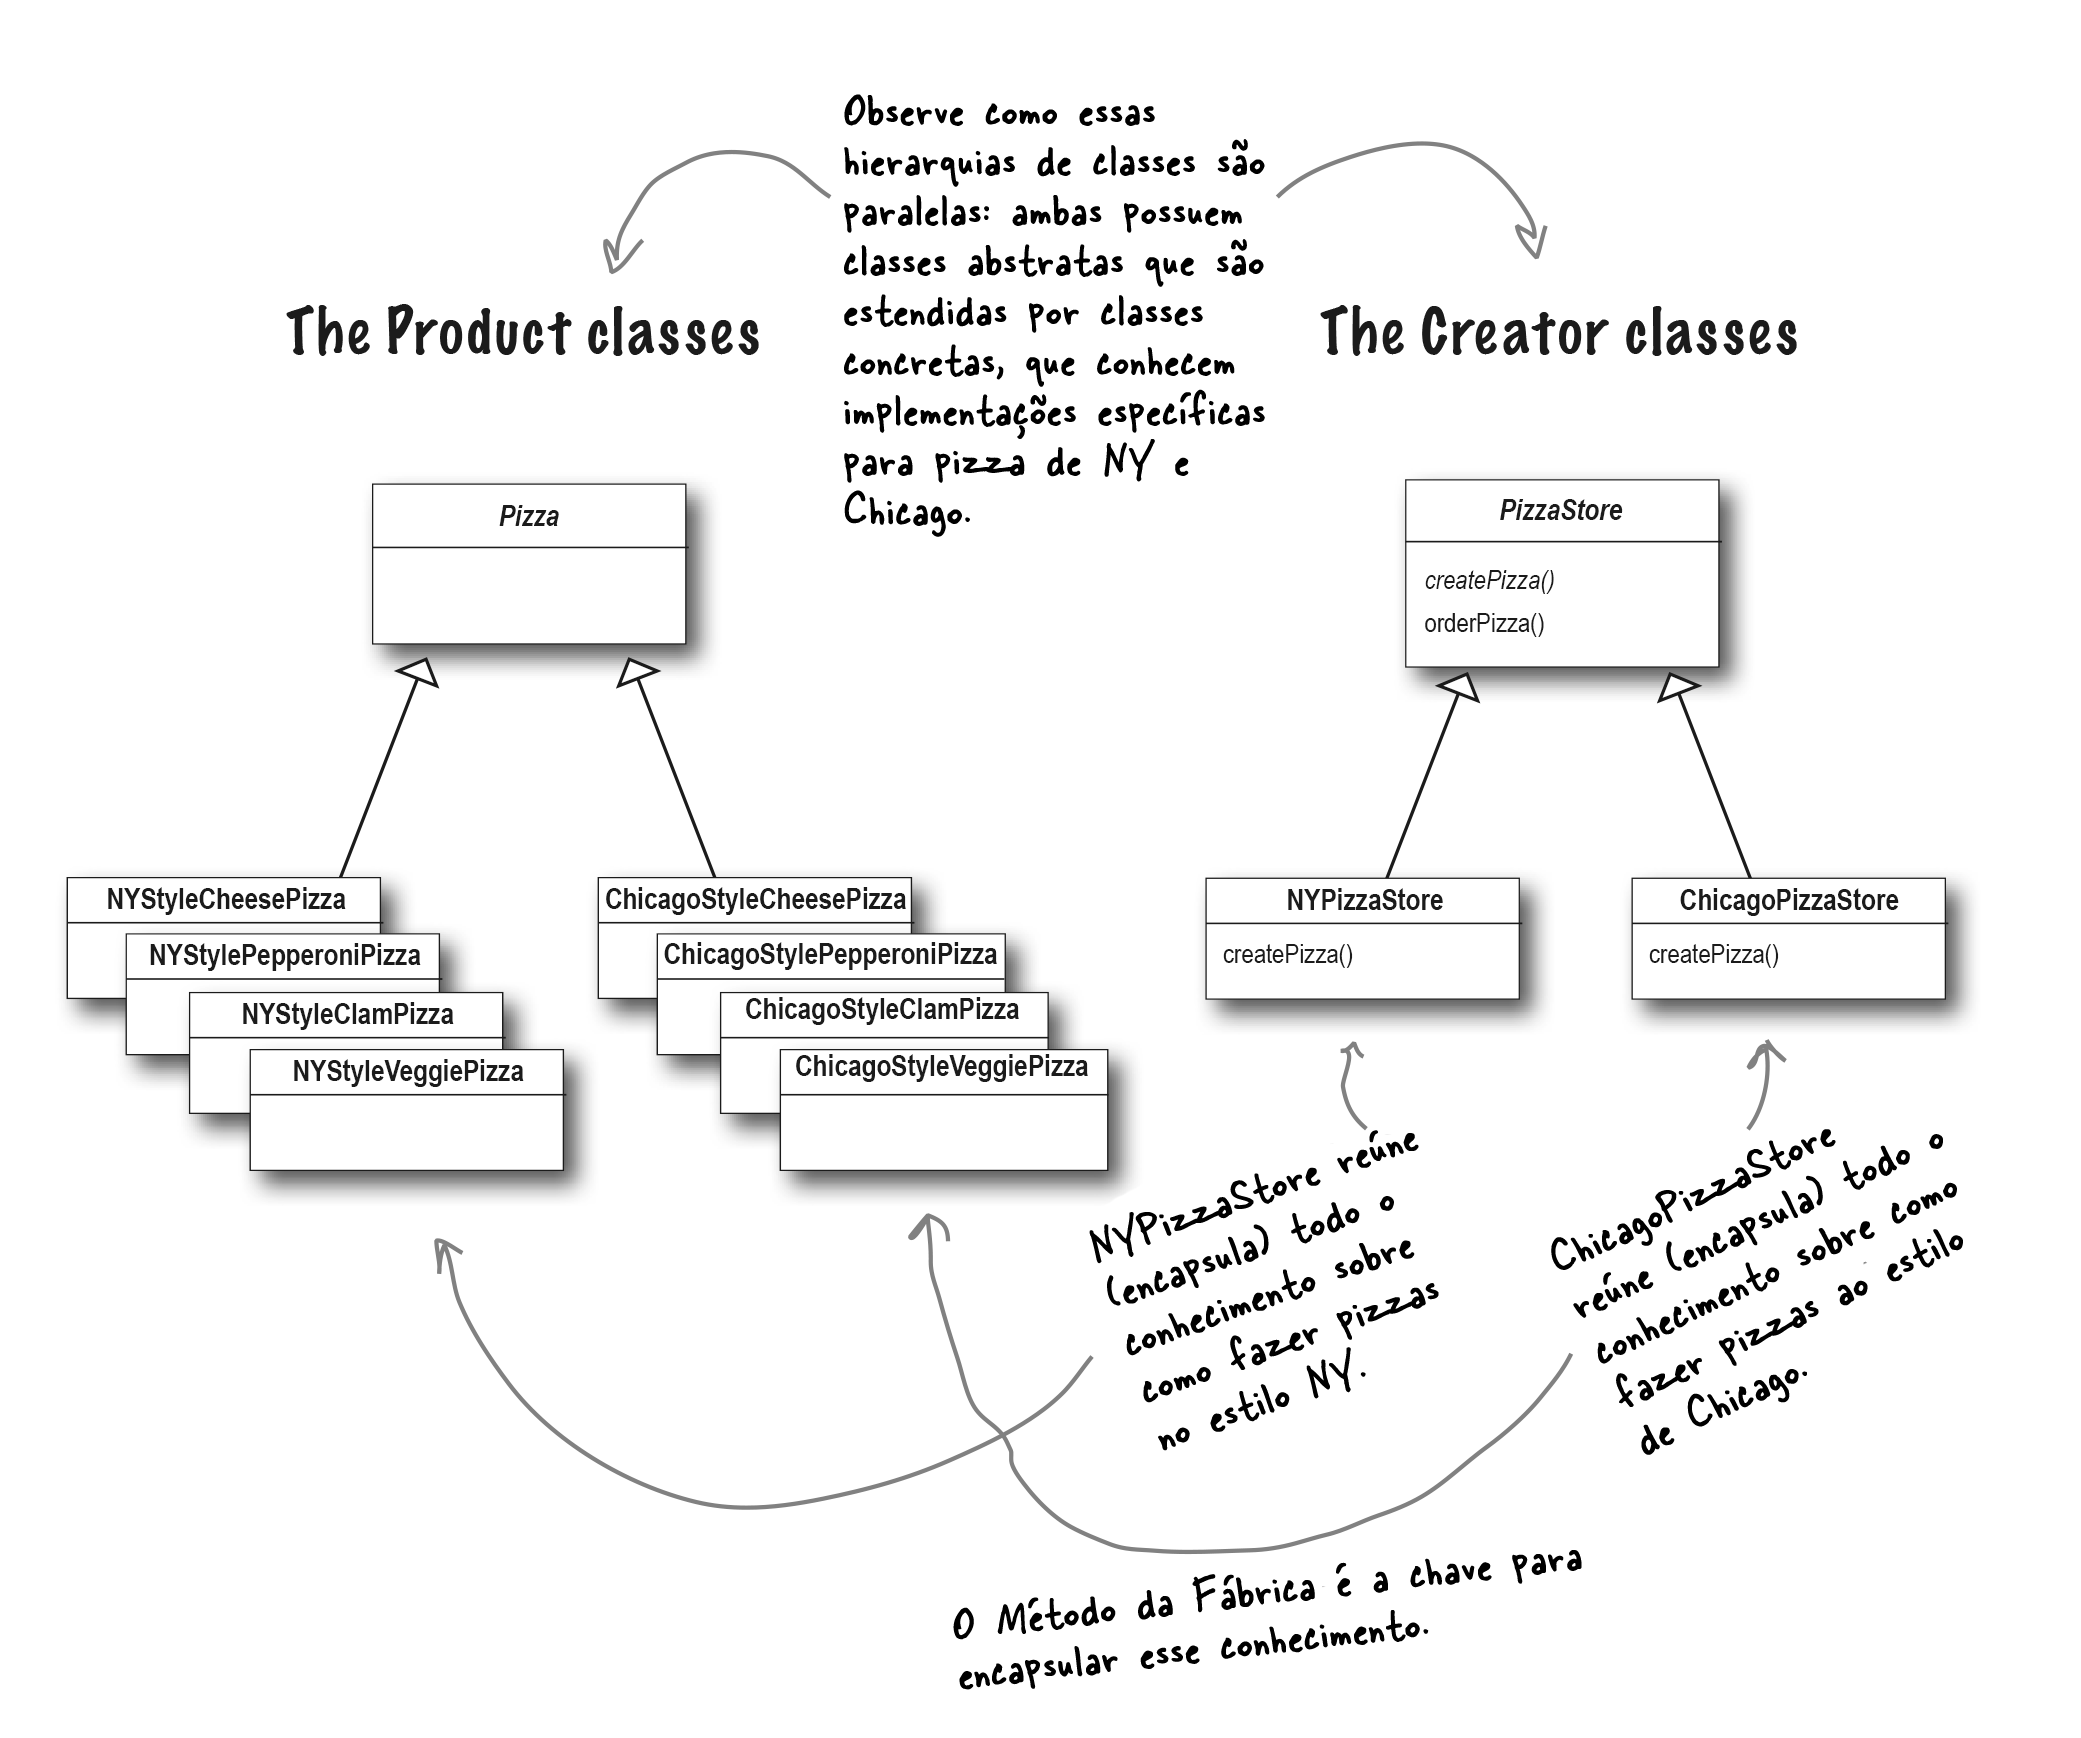 Observe como essas
hierarquias de classes são
paralelas: ambas possuem
classes abstratas que são
estendidas por classes
concretas, que conhecem
implementações específicas
para pizza de NY e
Chicago.
The Product classes
The Creator classes
Pizza
PizzaStore
createPizza()
orderPizza()
NYStyleCheesePizza
NYStylePepperoniPizza
NYStyleClamPizza
NYStyleVeggiePizza
ChicagoStyleCheesePizza
ChicagoStylePepperoniPizza
ChicagoStyleClamPizza
ChicagoStyleVeggiePizza
NYPizzaStore
createPizza()
ChicagoPizzaStore
createPizza()
NYPizzaStore reúne
(encapsula) todo o
conhecimento sobre
como fazer pizzas
no estilo NY.
ChicagoPizzaStore
reúne (encapsula) todo o
conhecimento sobre como
fazer pizzas ao estilo
de Chicago.
O Método da Fábrica é a chave para
encapsular esse conhecimento.